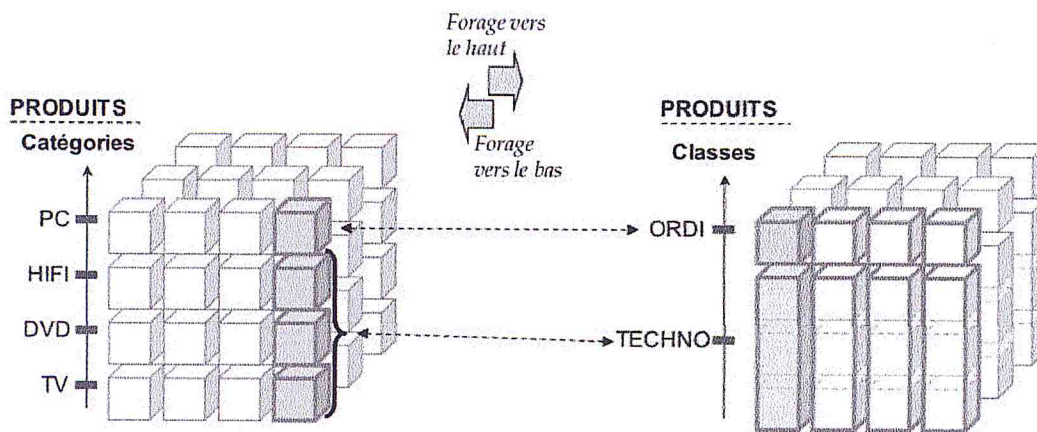 Forage vers
le haut
Forage
vers le bas
PRODUITS
Catégories
PC
HIFI
DVD
TV
PRODUITS
Classes
ORDI
TECHNO